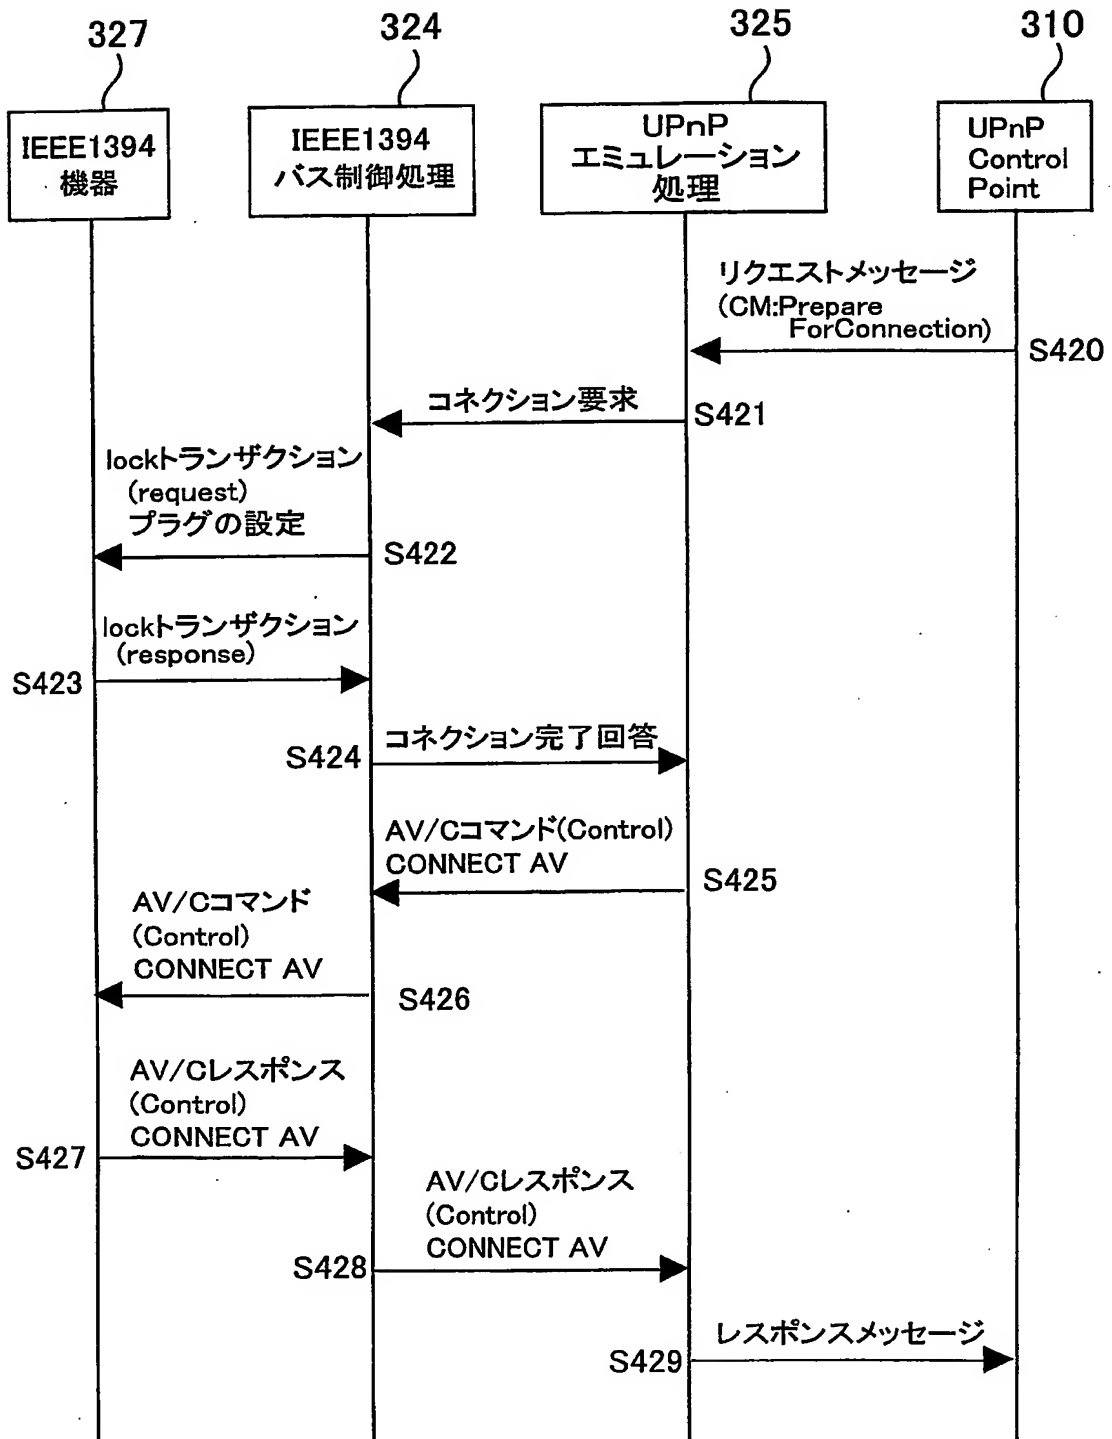 327
324
325
310
IEEE1394
機器
IEEE1394
バス制御処理
UPnP
エミュレーション
処理
UPnP
Control
Point
リクエストメッセージ
(CM:Prepare
ForConnection)
S420
コネクション要求
S421
lockトランザクション
(request)
プラグの設定
S422
lockトランザクション
(response)
S423
コネクション完了回答
S424
AV/Cコマンド(Control)
CONNECT AV
S425
AV/Cコマンド
(Control)
CONNECT AV
S426
AV/Cレスポンス
(Control)
CONNECT AV
S427
AV/Cレスポンス
(Control)
CONNECT AV
S428
レスポンスメッセージ
S429